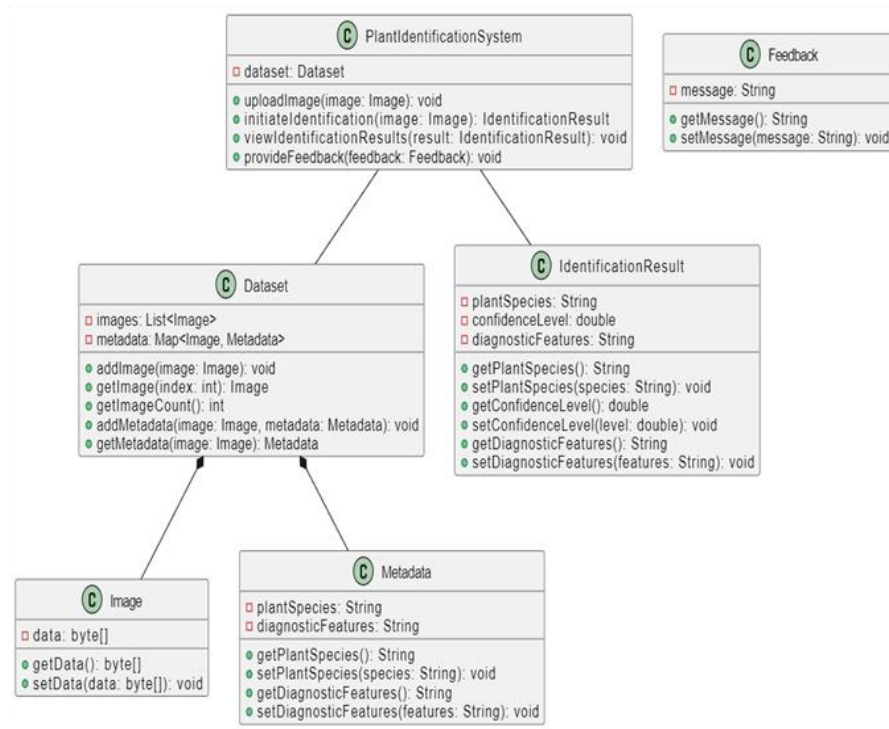 C PlantIdentificationSystem
dataset: Dataset
uploadImage(image: Image): void
initiateIdentification(image: Image): IdentificationResult
viewIdentificationResults(result: IdentificationResult): void
provideFeedback(feedback: Feedback): void
C Feedback
message: String
getMessage(): String
setMessage(message: String): void
C Dataset
images: List<Image>
metadata: Map<Image, Metadata>
addImage(image: Image): void
getImage(index: int): Image
getImageCount(): int
addMetadata(image: Image, metadata: Metadata): void
getMetadata(image: Image): Metadata
C IdentificationResult
plantSpecies: String
confidenceLevel: double
diagnosticFeatures: String
getPlantSpecies(): String
setPlantSpecies(species: String): void
getConfidenceLevel(): double
setConfidenceLevel(level: double): void
getDiagnosticFeatures(): String
setDiagnosticFeatures(features: String): void
C Image
data: byte[]
getData(): byte[]
setData(data: byte[]): void
C Metadata
plantSpecies: String
diagnosticFeatures: String
getPlantSpecies(): String
setPlantSpecies(species: String): void
getDiagnosticFeatures(): String
setDiagnosticFeatures(features: String): void